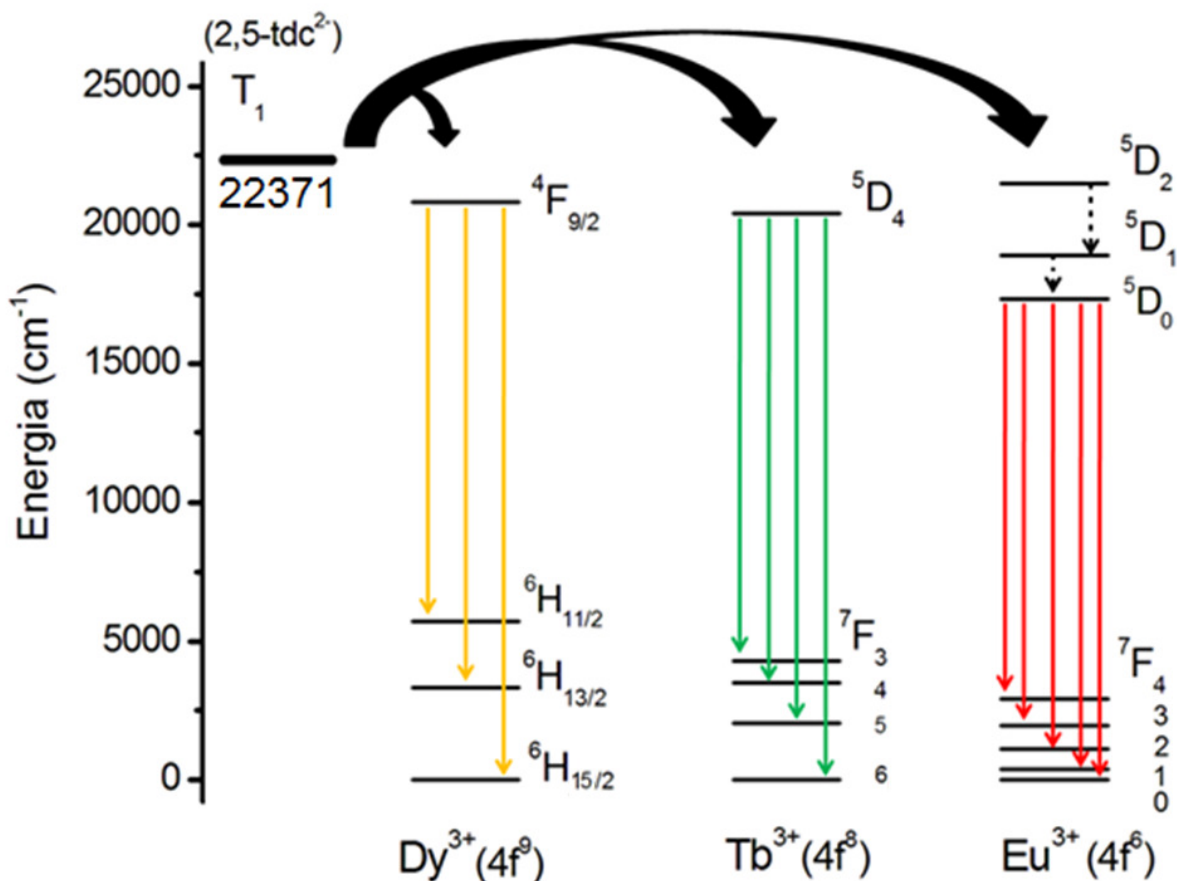 (2,5-tdc²⁻)
T₁
22371
Energia (cm⁻¹)
25000
20000
15000
10000
5000
0
⁴F₉/₂
⁶H₁₁/₂
⁶H₁₃/₂
⁶H₁₅/₂
Dy³⁺(4f⁹)
⁵D₄
⁷F₃
4
5
6
Tb³⁺(4f⁸)
⁵D₂
⁵D₁
⁵D₀
⁷F₄
3
2
1
0
Eu³⁺(4f⁶)